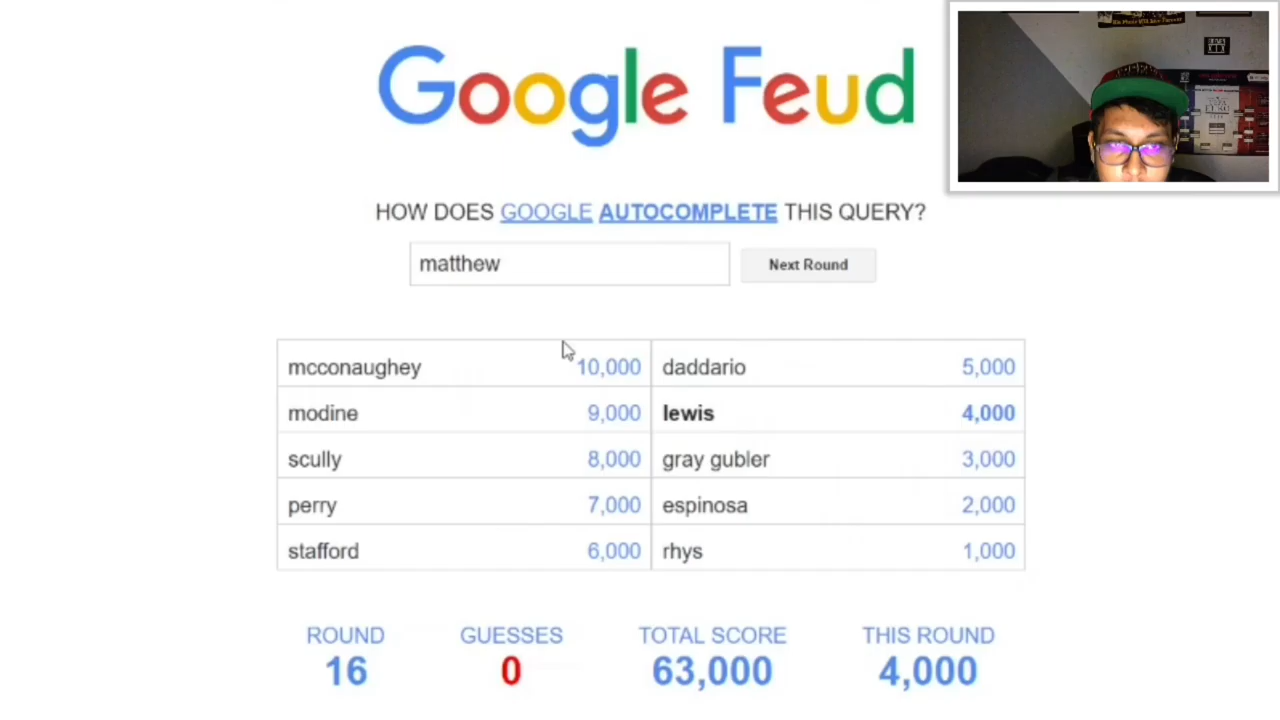 Google Feud
HOW DOES GOOGLE AUTOCOMPLETE THIS QUERY?
matthew
Next Round
mcconaughey 10,000 daddario 5,000
modine 9,000 lewis 4,000
scully 8,000 gray gubler 3,000
perry 7,000 espinosa 2,000
stafford 6,000 rhys 1,000
ROUND GUESSES TOTAL SCORE THIS ROUND
16 0 63,000 4,000